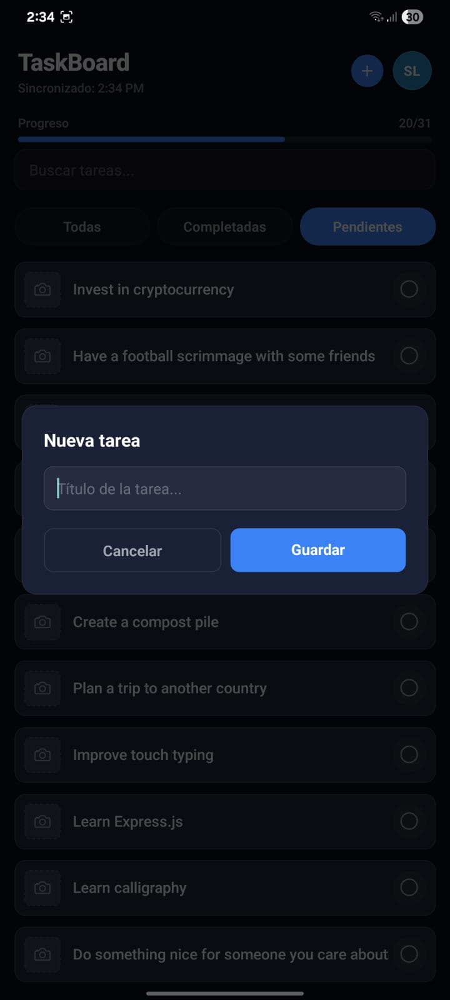 2:34
30
TaskBoard
SL
Sincronizado: 2:34 PM
Progreso 20/31
Buscar tareas...
Todas Completadas Pendientes
Invest in cryptocurrency
Have a football scrimmage with some friends
Nueva tarea
Título de la tarea...
Cancelar Guardar
Create a compost pile
Plan a trip to another country
Improve touch typing
Learn Express.js
Learn calligraphy
Do something nice for someone you care about